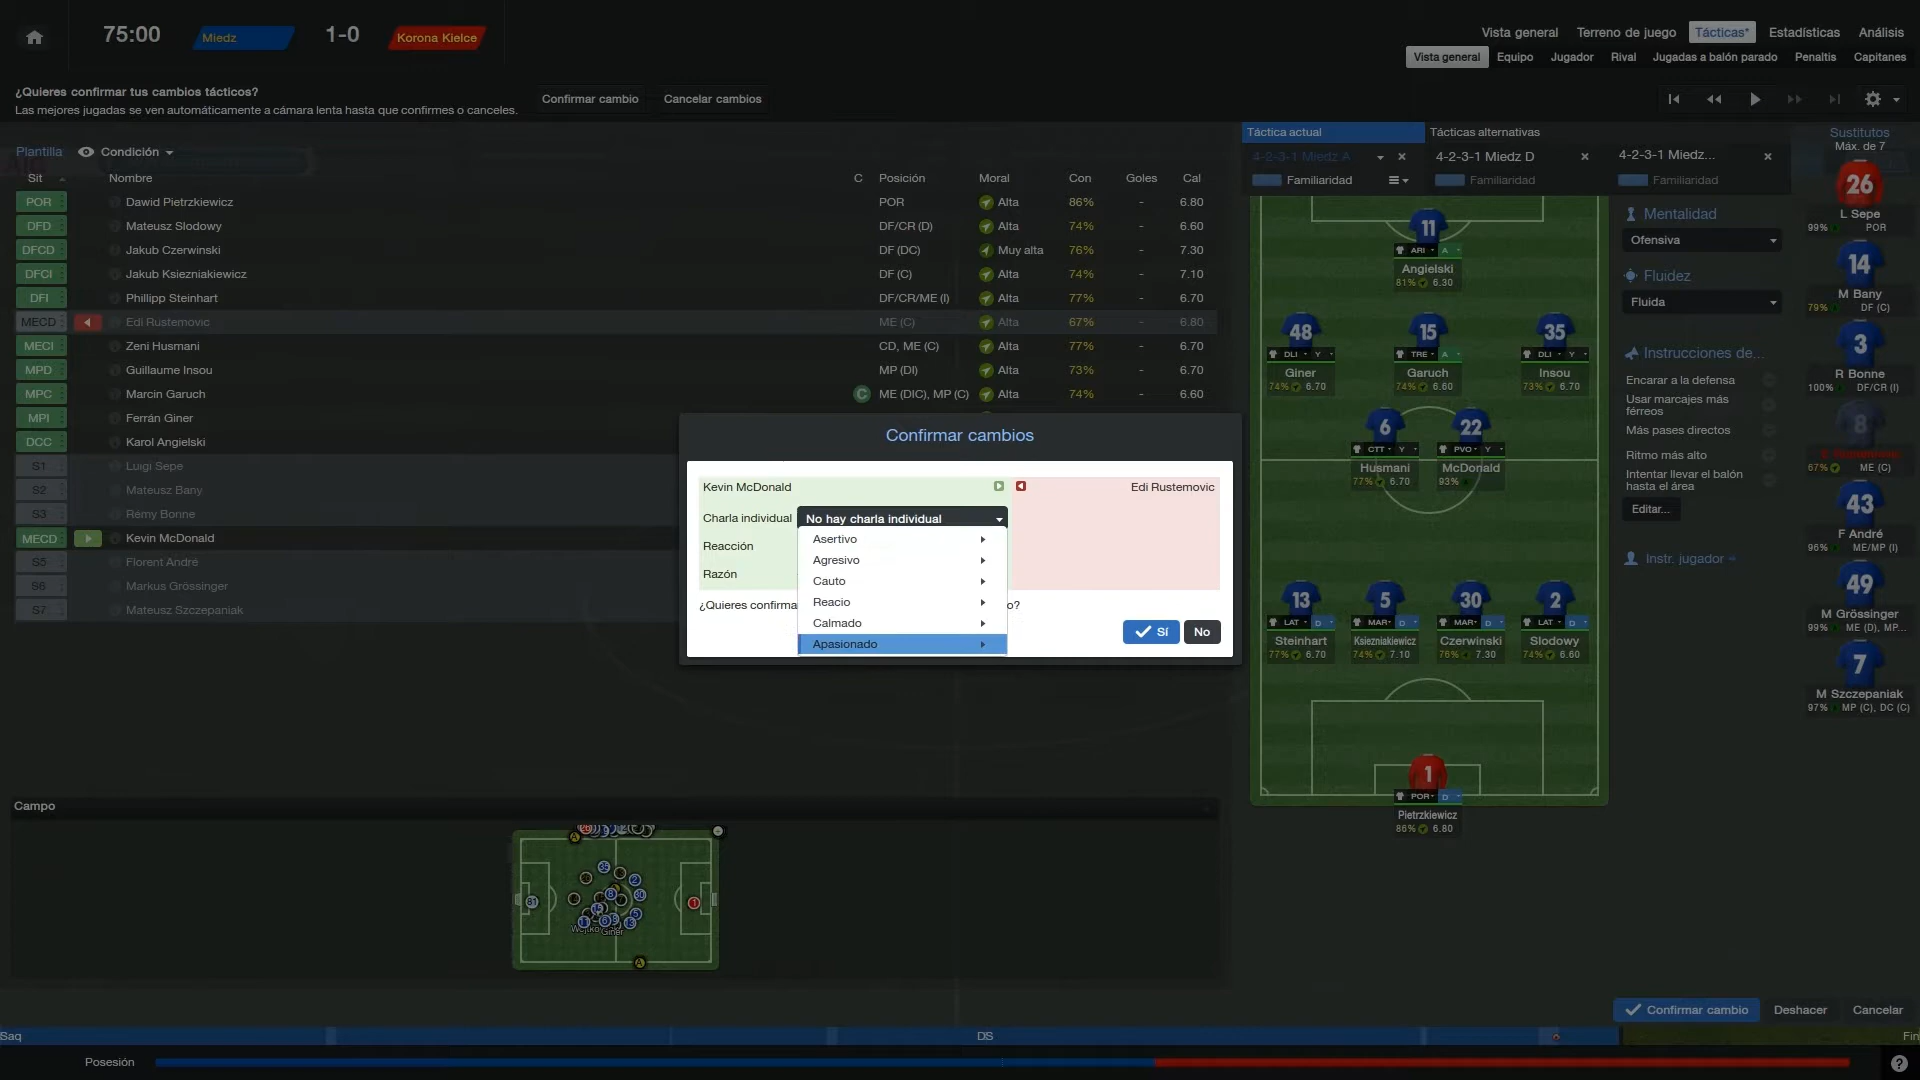 75:00 Miedz 1-0 Korona Kielce
Vista general Terreno de juego Tácticas* Estadísticas Análisis
Vista general Equipo Jugador Rival Jugadas a balón parado Penaltis Capitanes
¿Quieres confirmar tus cambios tácticos?
Las mejores jugadas se ven automáticamente a cámara lenta hasta que confirmes o canceles.
Confirmar cambio Cancelar cambios
Plantilla Condición
Sit Nombre C Posición Moral Con Goles Cal
POR Dawid Pietrzkiewicz POR Alta 86% - 6.80
DFD Mateusz Slodowy DF/CR (D) Alta 74% - 6.60
DFCD Jakub Czerwinski DF (DC) Muy alta 76% - 7.30
DFCI Jakub Ksiezniakiewicz DF (C) Alta 74% - 7.10
DFI Phillipp Steinhart DF/CR/ME (I) Alta 77% - 6.70
MECD Edi Rustemovic ME (C) Alta 67% - 6.80
MECI Zeni Husmani CD, ME (C) Alta 77% - 6.70
MPD Guillaume Insou MP (DI) Alta 73% - 6.70
MPC Marcin Garuch C ME (DIC), MP (C) Alta 74% - 6.60
MPI Ferrán Giner
DCC Karol Angielski
S1 Luigi Sepe
S2 Mateusz Bany
S3 Rémy Bonne
MECD Kevin McDonald
S5 Florent André
S6 Markus Grössinger
S7 Mateusz Szczepaniak
Confirmar cambios
Kevin McDonald Edi Rustemovic
Charla individual No hay charla individual
Reacción
Razón
Asertivo
Agresivo
Cauto
Reacio
Calmado
Apasionado
¿Quieres confirma
o?
Sí No
Táctica actual Tácticas alternativas
4-2-3-1 Miedz A 4-2-3-1 Miedz D 4-2-3-1 Miedz...
Familiaridad Familiaridad Familiaridad
11
ARI A
Angielski
81% 6.30
48 15 35
DLI Y TRE A DLI Y
Giner Garuch Insou
74% 6.70 74% 6.60 73% 6.70
6 22
CTT Y PVO Y
Husmani McDonald
77% 6.70 93%
13 5 30 2
LAT D MAR D MAR D LAT D
Steinhart Ksiezniakiewicz Czerwinski Slodowy
77% 6.70 74% 7.10 76% 7.30 74% 6.60
1
POR D
Pietrzkiewicz
86% 6.80
Mentalidad
Ofensiva
Fluidez
Fluida
Instrucciones de...
Encarar a la defensa
Usar marcajes más
férreos
Más pases directos
Ritmo más alto
Intentar llevar el balón
hasta el área
Editar...
Instr. jugador
Sustitutos
Máx. de 7
26
L Sepe
99% POR
14
M Bany
79% DF (C)
3
R Bonne
100% DF/CR (I)
8
67% ME (C)
43
F André
96% ME/MP (I)
49
M Grössinger
99% ME (D), MP...
7
M Szczepaniak
97% MP (C), DC (C)
Campo
Giner
Confirmar cambio Deshacer Cancelar
Saq DS Fin
Posesión